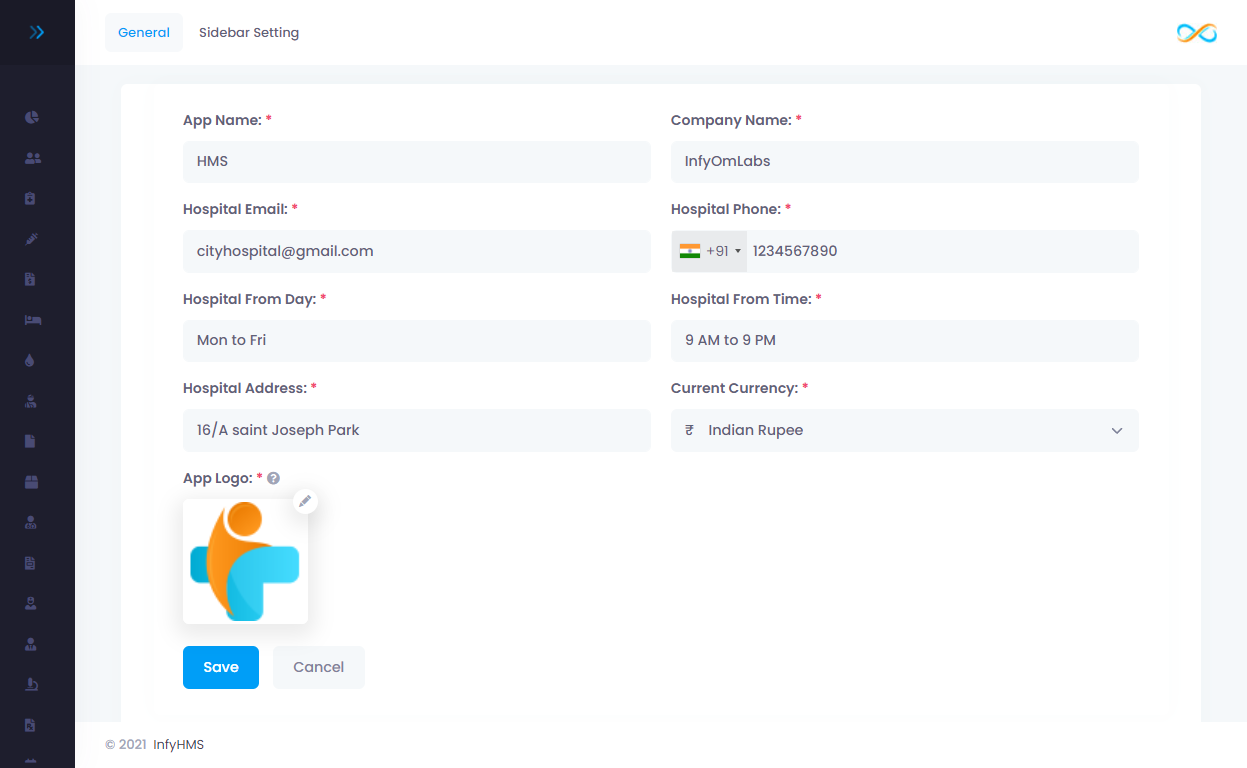 General Sidebar Setting
App Name: * Company Name: *
HMS InfyOmLabs
Hospital Email: * Hospital Phone: *
cityhospital@gmail.com +91 1234567890
Hospital From Day: * Hospital From Time: *
Mon to Fri 9 AM to 9 PM
Hospital Address: * Current Currency: *
16/A saint Joseph Park ₹ Indian Rupee
App Logo: * ?
Save Cancel
© 2021 InfyHMS